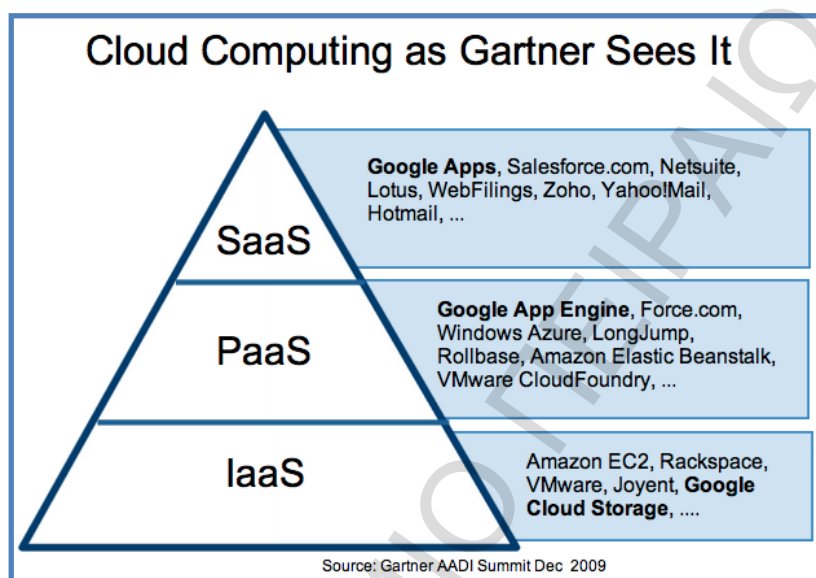 Cloud Computing as Gartner Sees It
Google Apps, Salesforce.com, Netsuite,
Lotus, WebFilings, Zoho, Yahoo!Mail,
Hotmail, ...
SaaS
Google App Engine, Force.com,
Windows Azure, LongJump,
Rollbase, Amazon Elastic Beanstalk,
VMware CloudFoundry, ...
PaaS
Amazon EC2, Rackspace,
VMware, Joyent, Google
Cloud Storage, ....
IaaS
Source: Gartner AADI Summit Dec 2009
ΠΕΙΡΑΙΩ